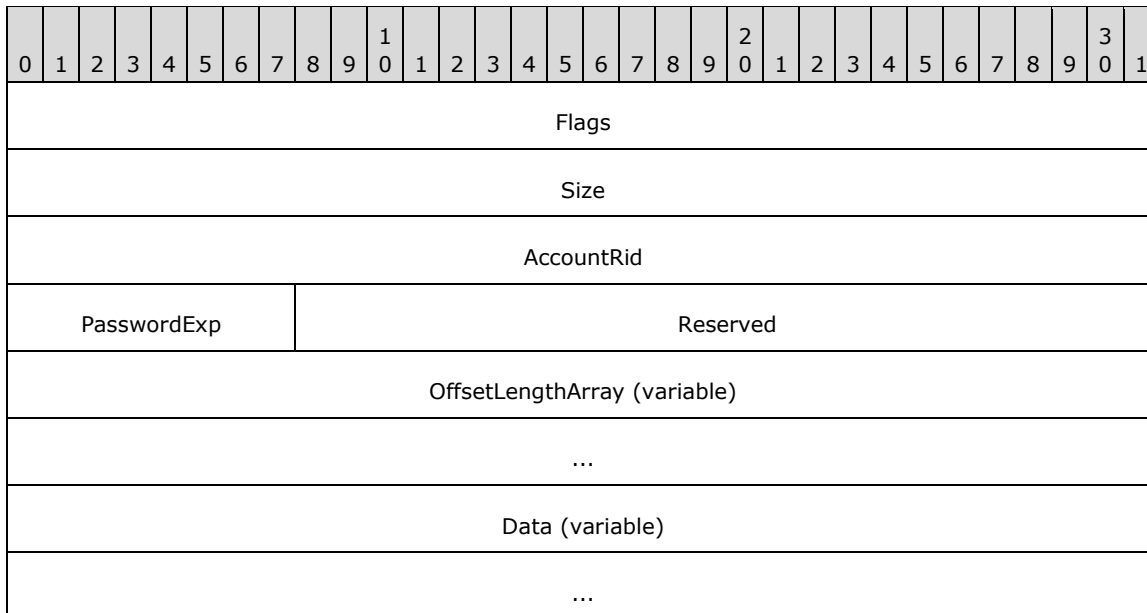 1 2 3
0 1 2 3 4 5 6 7 8 9 0 1 2 3 4 5 6 7 8 9 0 1 2 3 4 5 6 7 8 9 0 1
Flags
Size
AccountRid
PasswordExp Reserved
OffsetLengthArray (variable)
...
Data (variable)
...